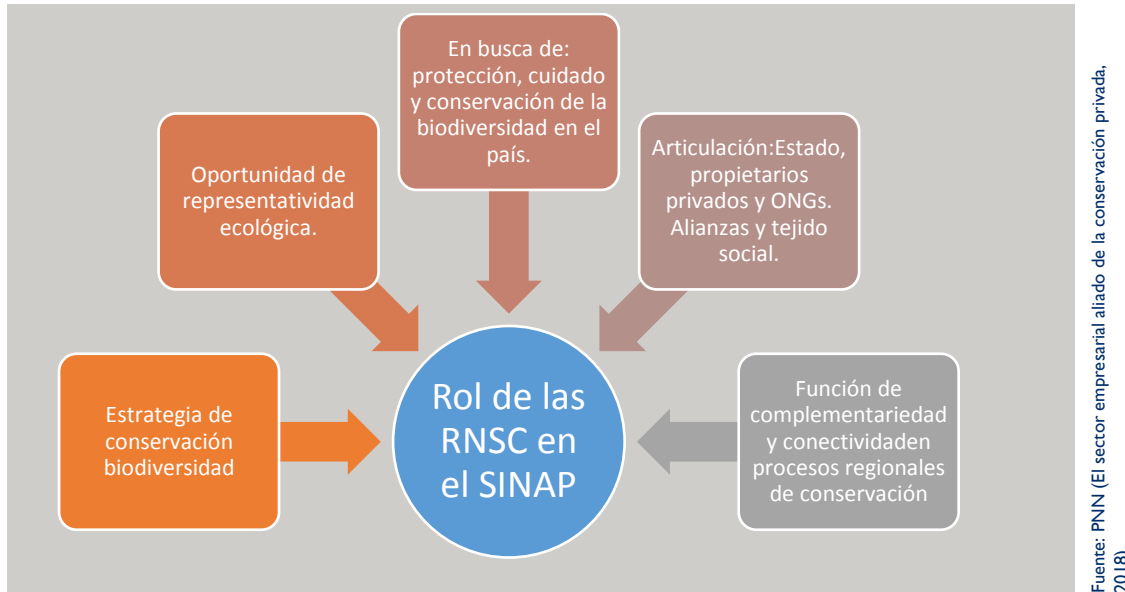 En busca de:
protección, cuidado
y conservación de la
biodiversidad en el
país.
Oportunidad de
representatividad
ecológica.
Articulación:Estado,
propietarios
privados y ONGs.
Alianzas y tejido
social.
Estrategia de
conservación
biodiversidad
Rol de las
RNSC en
el SINAP
Función de
complementariedad
y conectividaden
procesos regionales
de conservación
Fuente: PNN (El sector empresarial aliado de la conservación privada,
2018)